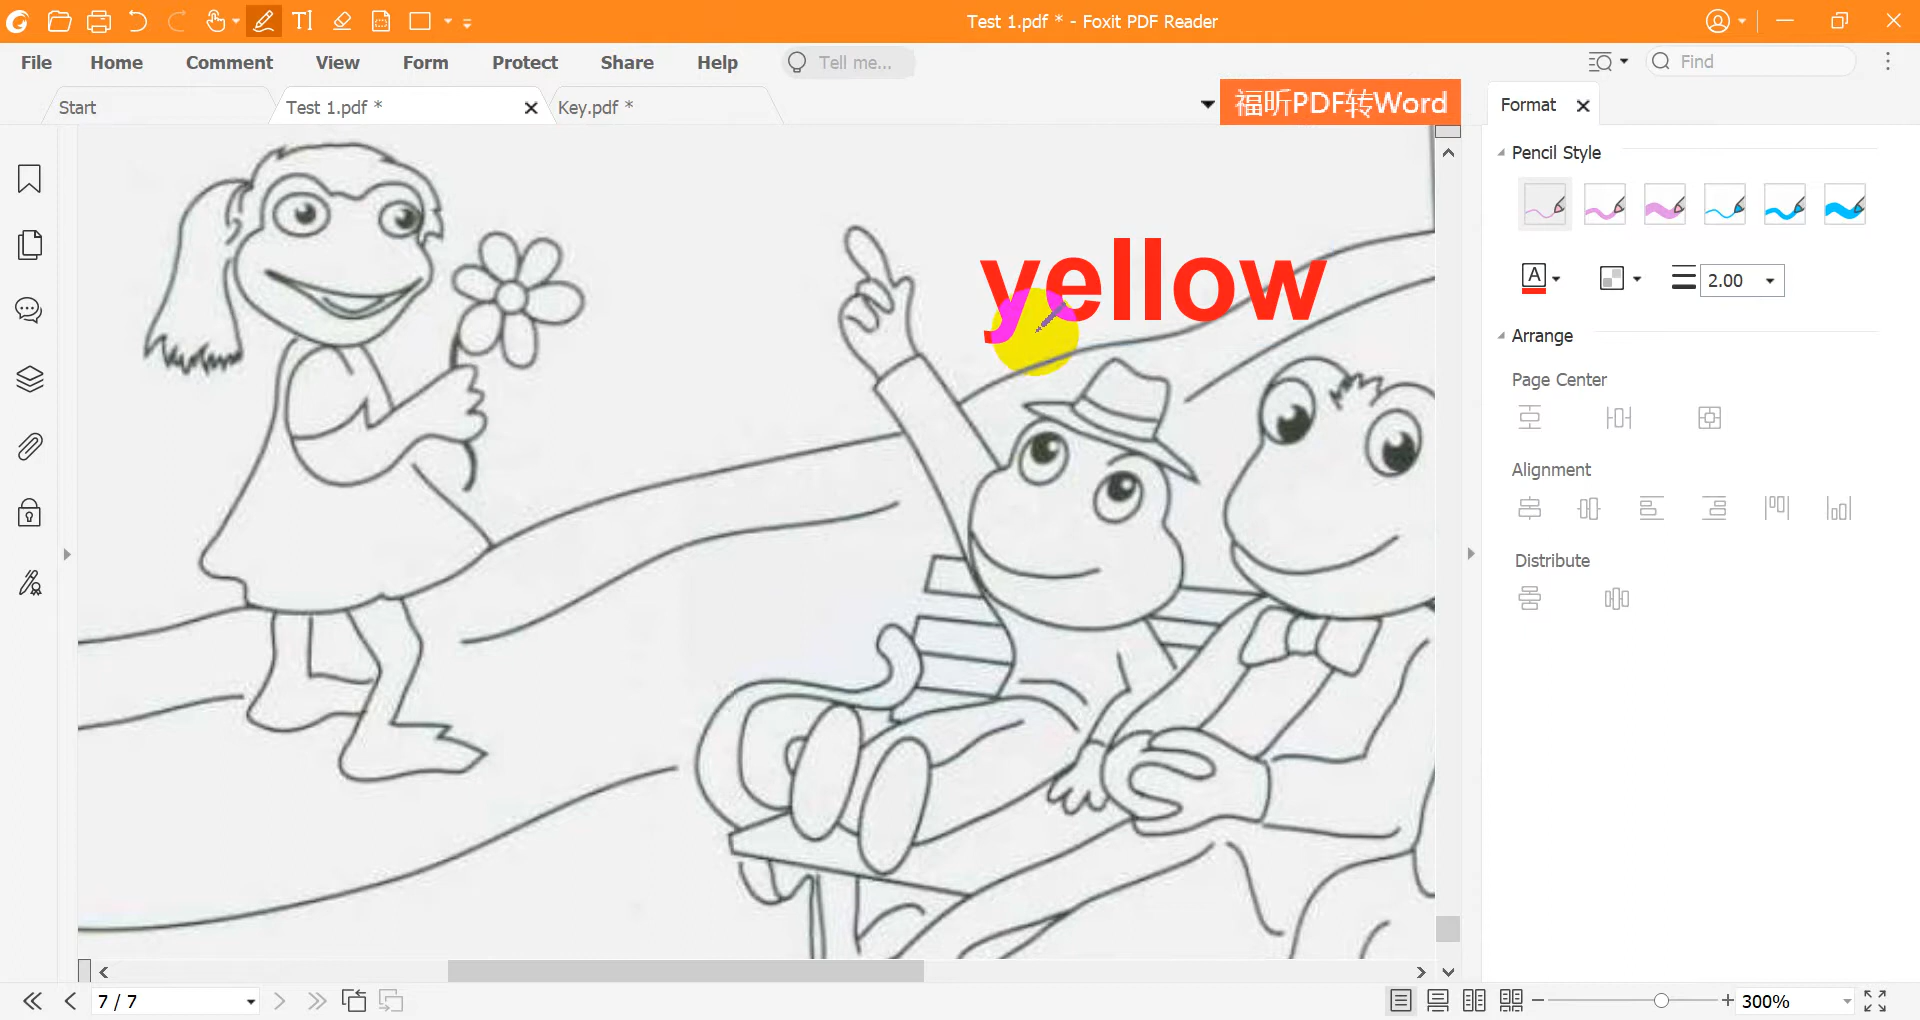 Test 1.pdf * - Foxit PDF Reader
File Home Comment View Form Protect Share Help Tell me... Find
Start Test 1.pdf * Key.pdf * 福昕PDF转Word Format
Pencil Style
A 2.00
Arrange
Page Center
Alignment
Distribute
yellow
7 / 7 300%